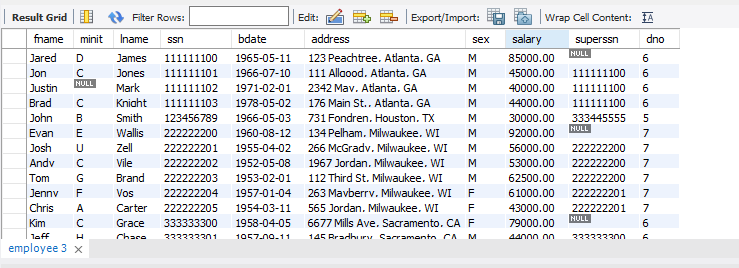 Result Grid Filter Rows: Edit: Export/Import: Wrap Cell Content:
fname minit lname ssn bdate address sex salary superssn dno
Jared D James 111111100 1965-05-11 123 Peachtree, Atlanta, GA M 85000.00 NULL 6
Jon C Jones 111111101 1966-07-10 111 Allgood, Atlanta, GA M 45000.00 111111100 6
Justin NULL Mark 111111102 1971-02-01 2342 May, Atlanta, GA M 40000.00 111111100 6
Brad C Knight 111111103 1978-05-02 176 Main St., Atlanta, GA M 44000.00 111111100 6
John B Smith 123456789 1966-05-03 731 Fondren, Houston, TX M 30000.00 333445555 5
Evan E Wallis 222222200 1960-08-12 134 Pelham, Milwaukee, WI M 92000.00 NULL 7
Josh U Zell 222222201 1955-04-02 266 McGrady, Milwaukee, WI M 56000.00 222222200 7
Andy C Vile 222222202 1952-05-08 1967 Jordan, Milwaukee, WI M 53000.00 222222200 7
Tom G Brand 222222203 1953-02-01 112 Third St, Milwaukee, WI M 62500.00 222222200 7
Jenny F Vos 222222204 1957-01-04 263 Mayberry, Milwaukee, WI F 61000.00 222222201 7
Chris A Carter 222222205 1954-03-11 565 Jordan, Milwaukee, WI F 43000.00 222222201 7
Kim C Grace 333333300 1958-04-05 6677 Mills Ave, Sacramento, CA F 79000.00 NULL 6
Jeff H Chase 333333301 1957-09-11 145 Bradbury, Sacramento, CA M 44000.00 333333300 6
employee 3